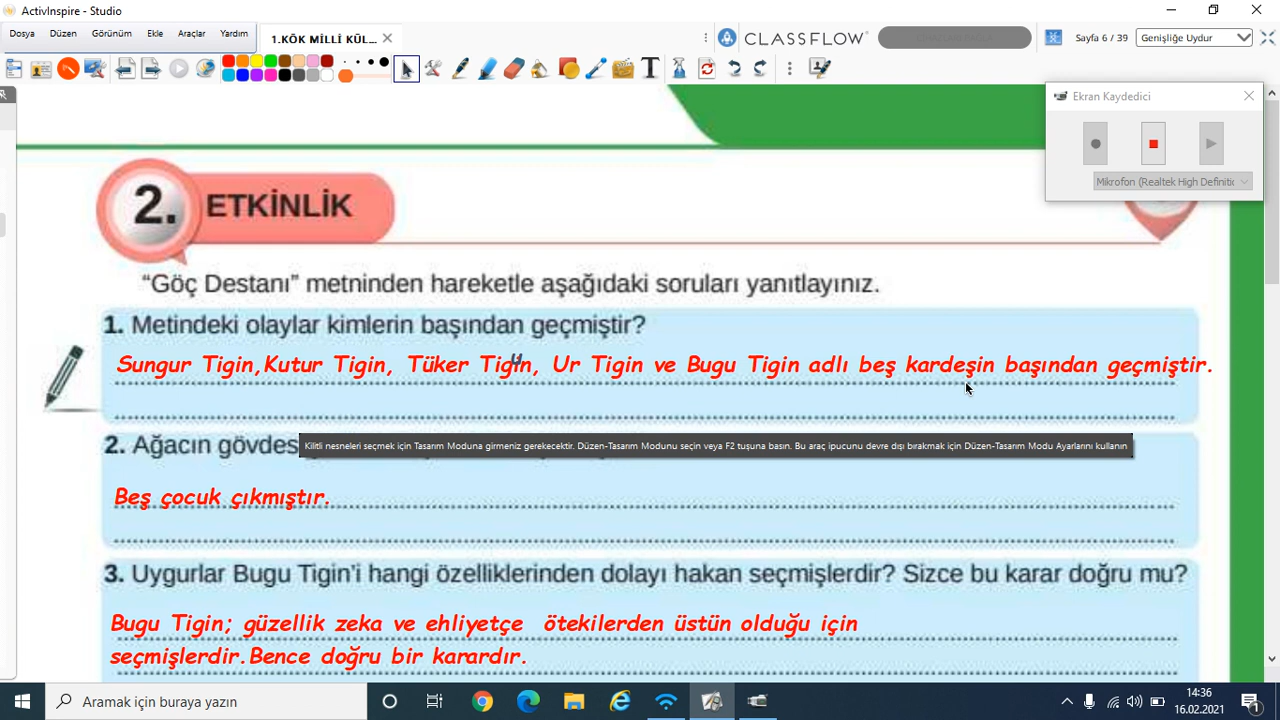 ActivInspire - Studio
Dosya Düzen Görünüm Ekle Araçlar Yardım
1.KÖK MİLLİ KÜL...
CLASSFLOW
Sayfa 6 / 39
Genişliğe Uydur
Ekran Kaydedici
Mikrofon (Realtek High Definitic
2. ETKİNLİK
“Göç Destanı” metninden hareketle aşağıdaki soruları yanıtlayınız.
1. Metindeki olaylar kimlerin başından geçmiştir?
Sungur Tigin,Kutur Tigin, Tüker Tigin, Ur Tigin ve Bugu Tigin adlı beş kardeşin başından geçmiştir.
2. Ağacın gövdes
Kilitli nesneleri seçmek için Tasarım Moduna girmeniz gerekecektir. Düzen-Tasarım Modunu seçin veya F2 tuşuna basın. Bu araç ipucunu devre dışı bırakmak için Düzen-Tasarım Modu Ayarlarını kullanın
Beş çocuk çıkmıştır.
3. Uygurlar Bugu Tigin’i hangi özelliklerinden dolayı hakan seçmişlerdir? Sizce bu karar doğru mu?
Bugu Tigin; güzellik zeka ve ehliyetçe ötekilerden üstün olduğu için
seçmişlerdir.Bence doğru bir karardır.
Aramak için buraya yazın
14:36
16.02.2021